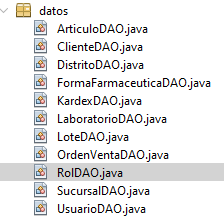 datos
ArticuloDAO.java
ClienteDAO.java
DistritoDAO.java
FormaFarmaceuticaDAO.java
KardexDAO.java
LaboratorioDAO.java
LoteDAO.java
OrdenVentaDAO.java
RolDAO.java
SucursalDAO.java
UsuarioDAO.java